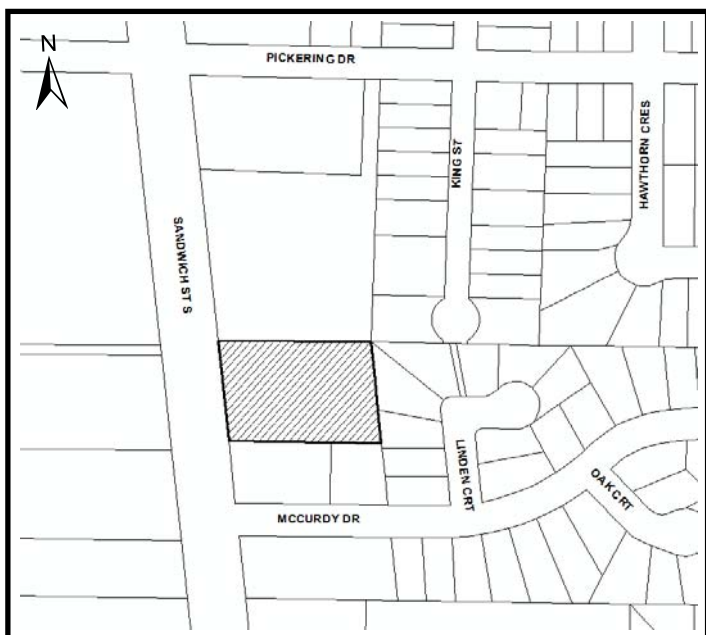 N
PICKERING DR
KING ST
HAWTHORN CRES
SANDWICH ST S
LINDEN CRT
OAK CRT
MCCURDY DR